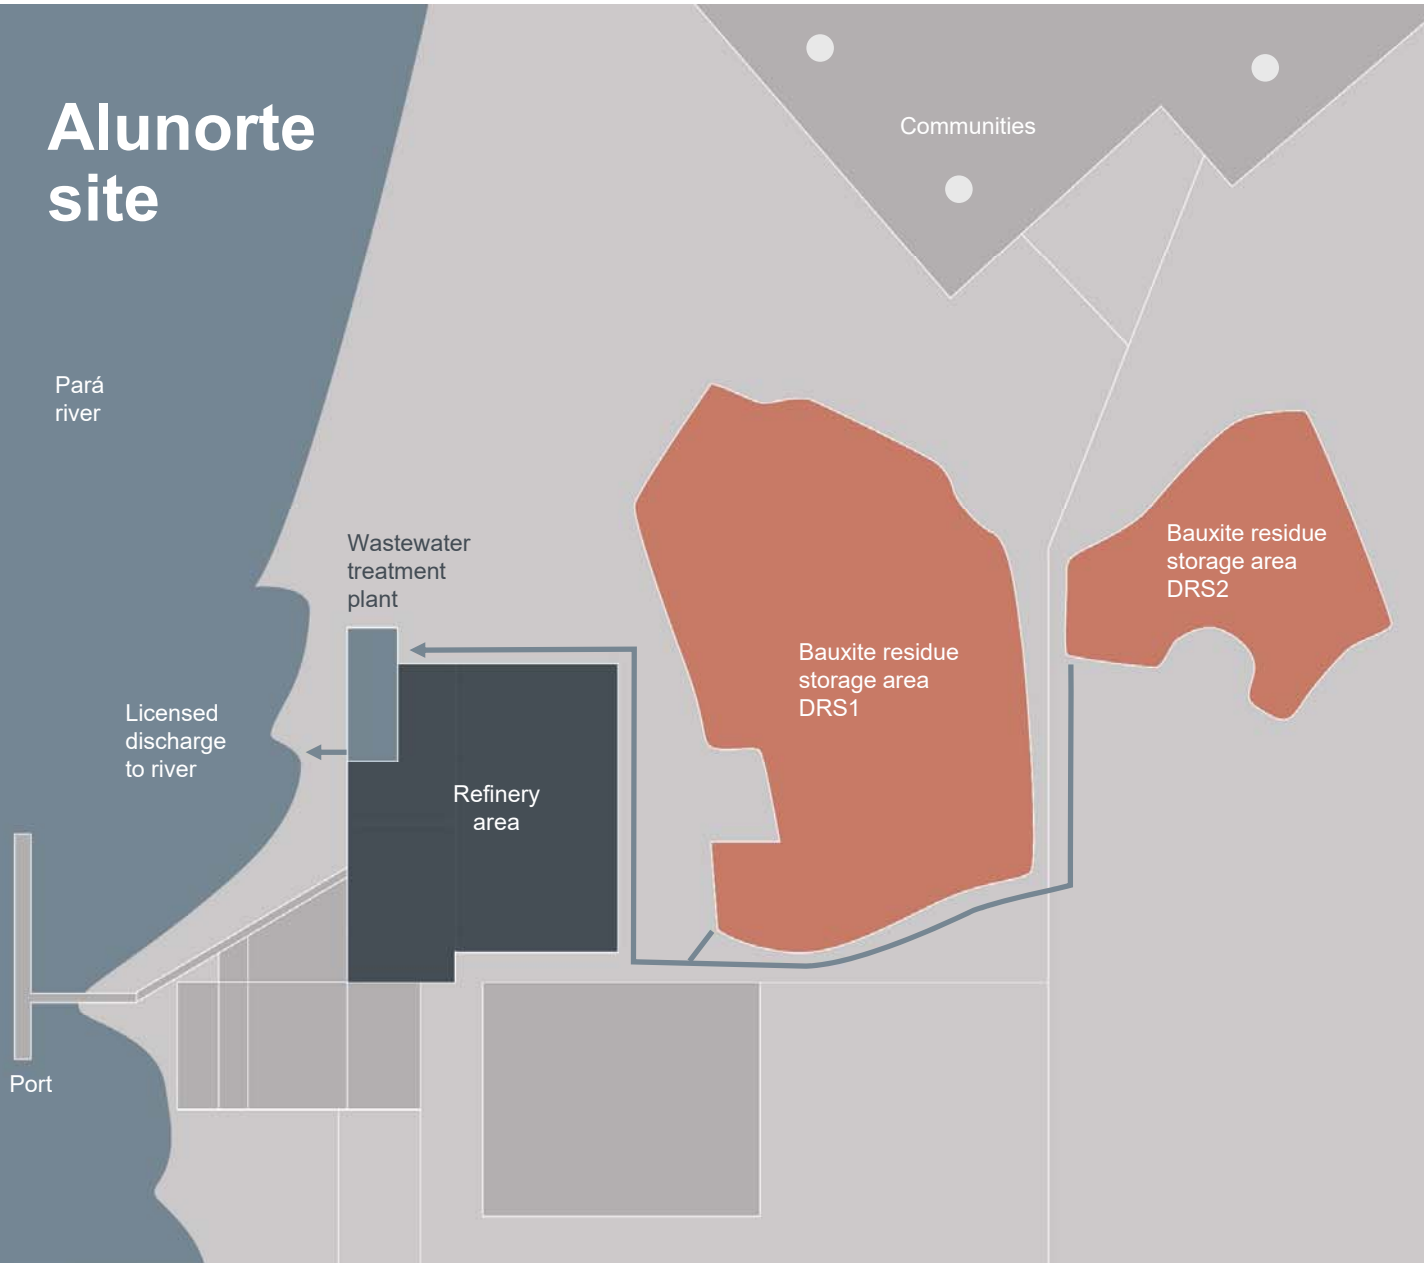 Alunorte
site
Communities
Pará
river
Wastewater
treatment
plant
Bauxite residue
storage area
DRS2
Bauxite residue
storage area
DRS1
Licensed
discharge
to river
Refinery
area
Port